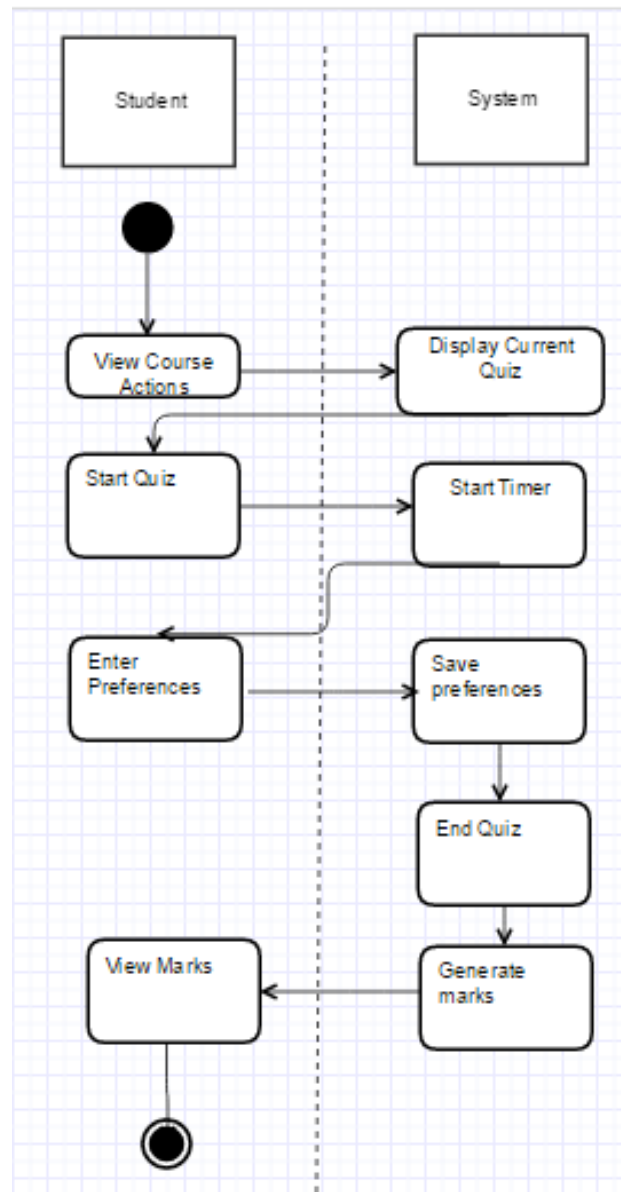 Student
System
View Course
Actions
Display Current
Quiz
Start Quiz
Start Timer
Enter
Preferences
Save
preferences
End Quiz
View Marks
Generate
marks